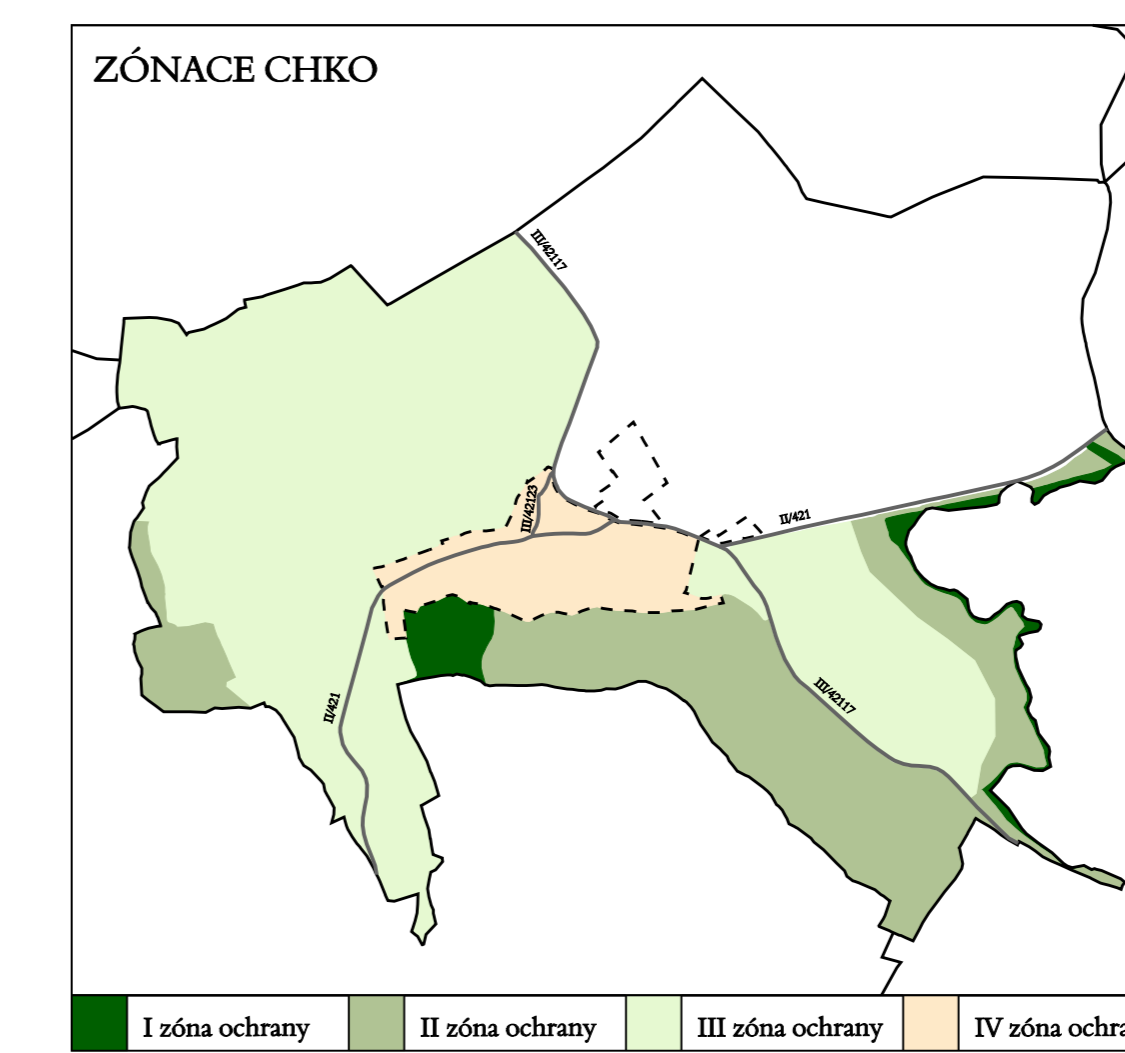 ZÓNACE CHKO
III/42117
III/42123
II/421
II/421
III/42117
I zóna ochrany
II zóna ochrany
III zóna ochrany
IV zóna ochra